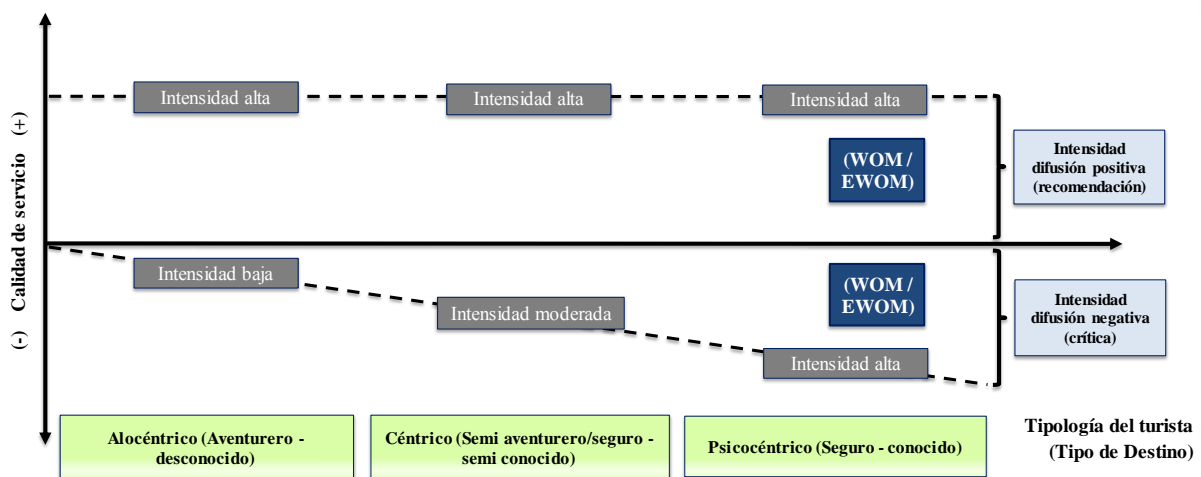 Calidad de servicio (+)
(-)
Intensidad alta
Intensidad alta
Intensidad alta
(WOM /
EWOM)
Intensidad
difusión positiva
(recomendación)
Intensidad baja
Intensidad moderada
Intensidad alta
(WOM /
EWOM)
Intensidad
difusión negativa
(crítica)
Alocéntrico (Aventurero -
desconocido)
Céntrico (Semi aventurero/seguro -
semi conocido)
Psicocéntrico (Seguro - conocido)
Tipología del turista
(Tipo de Destino)